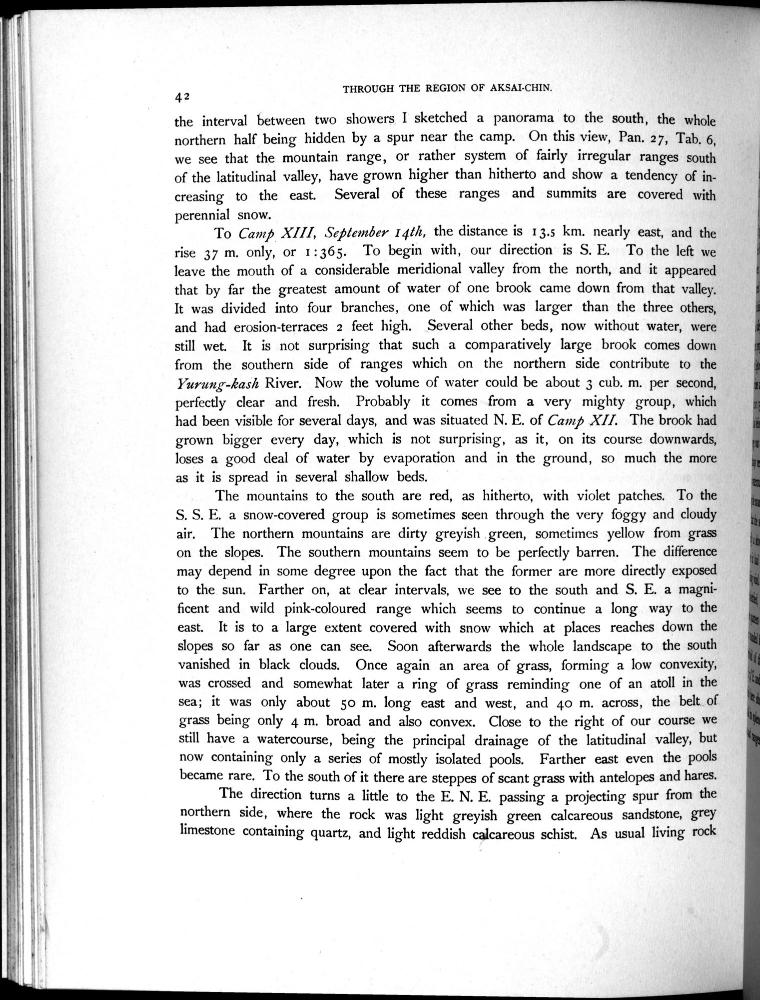 42
THROUGH THE REGION OF AKSAI-CHIN.
the interval between two showers I sketched a panorama to the south, the whole
northern half being hidden by a spur near the camp. On this view, Pan. 27, Tab. 6,
we see that the mountain range, or rather system of fairly irregular ranges south
of the latitudinal valley, have grown higher than hitherto and show a tendency of in-
creasing to the east. Several of these ranges and summits are covered with
perennial snow.
To Camp XIII, September 14th, the distance is 13.5 km. nearly east, and the
rise 37 m. only, or 1:365. To begin with, our direction is S. E. To the left we
leave the mouth of a considerable meridional valley from the north, and it appeared
that by far the greatest amount of water of one brook came down from that valley.
It was divided into four branches, one of which was larger than the three others,
and had erosion-terraces 2 feet high. Several other beds, now without water, were
still wet. It is not surprising that such a comparatively large brook comes down
from the southern side of ranges which on the northern side contribute to the
Yurung-kash River. Now the volume of water could be about 3 cub. m. per second,
perfectly clear and fresh. Probably it comes from a very mighty group, which
had been visible for several days, and was situated N. E. of Camp XII. The brook had
grown bigger every day, which is not surprising, as it, on its course downwards,
loses a good deal of water by evaporation and in the ground, so much the more
as it is spread in several shallow beds.
The mountains to the south are red, as hitherto, with violet patches. To the
S. S. E. a snow-covered group is sometimes seen through the very foggy and cloudy
air. The northern mountains are dirty greyish green, sometimes yellow from grass
on the slopes. The southern mountains seem to be perfectly barren. The difference
may depend in some degree upon the fact that the former are more directly exposed
to the sun. Farther on, at clear intervals, we see to the south and S. E. a magni-
ficent and wild pink-coloured range which seems to continue a long way to the
east. It is to a large extent covered with snow which at places reaches down the
slopes so far as one can see. Soon afterwards the whole landscape to the south
vanished in black clouds. Once again an area of grass, forming a low convexity,
was crossed and somewhat later a ring of grass reminding one of an atoll in the
sea; it was only about 50 m. long east and west, and 40 m. across, the belt of
grass being only 4 m. broad and also convex. Close to the right of our course we
still have a watercourse, being the principal drainage of the latitudinal valley, but
now containing only a series of mostly isolated pools. Farther east even the pools
became rare. To the south of it there are steppes of scant grass with antelopes and hares.
The direction turns a little to the E. N. E. passing a projecting spur from the
northern side, where the rock was light greyish green calcareous sandstone, grey
limestone containing quartz, and light reddish calcareous schist. As usual living rock